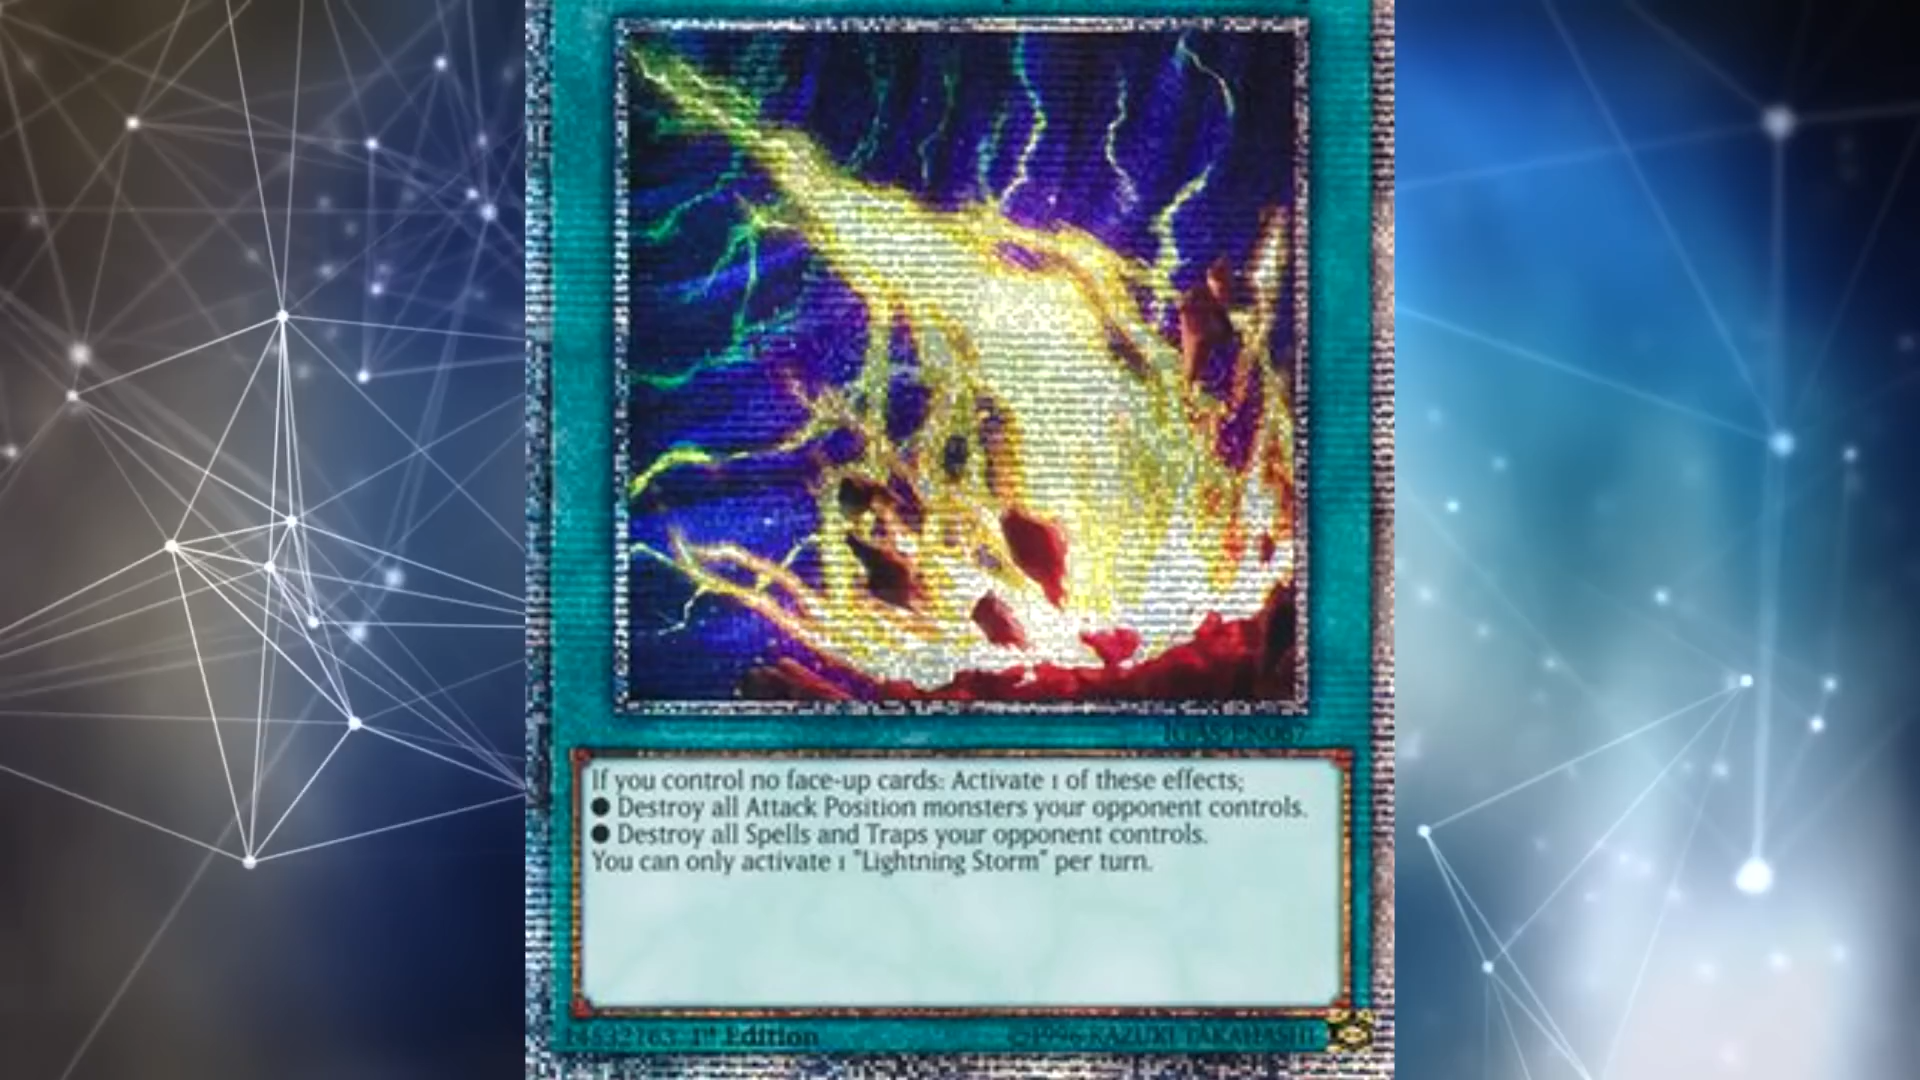 If you control no face-up cards: Activate 1 of these effects;
● Destroy all Attack Position monsters your opponent controls.
● Destroy all Spells and Traps your opponent controls.
You can only activate 1 "Lightning Storm" per turn.
14532163 1st Edition ©1996 KAZUKI TAKAHASHI